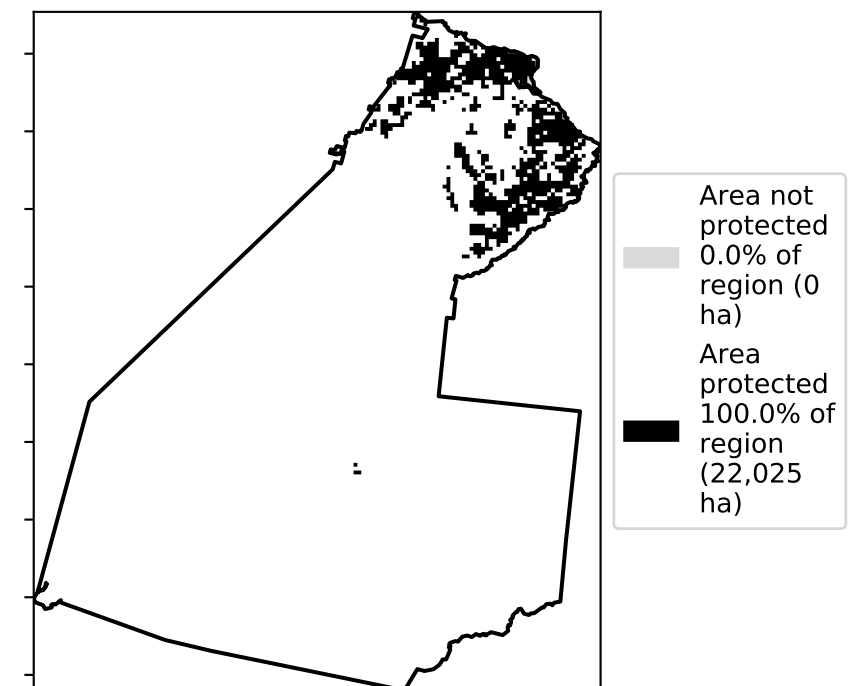 Area not
protected
0.0% of
region (0
ha)
Area
protected
100.0% of
region
(22,025
ha)